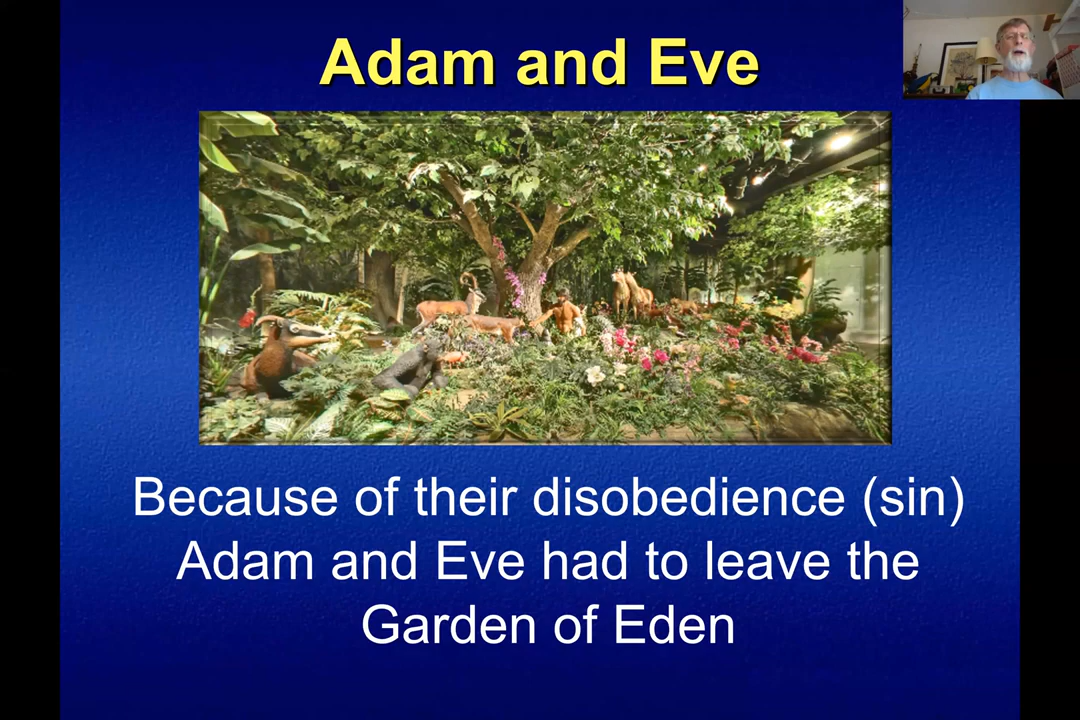 Adam and Eve
Because of their disobedience (sin)
Adam and Eve had to leave the
Garden of Eden